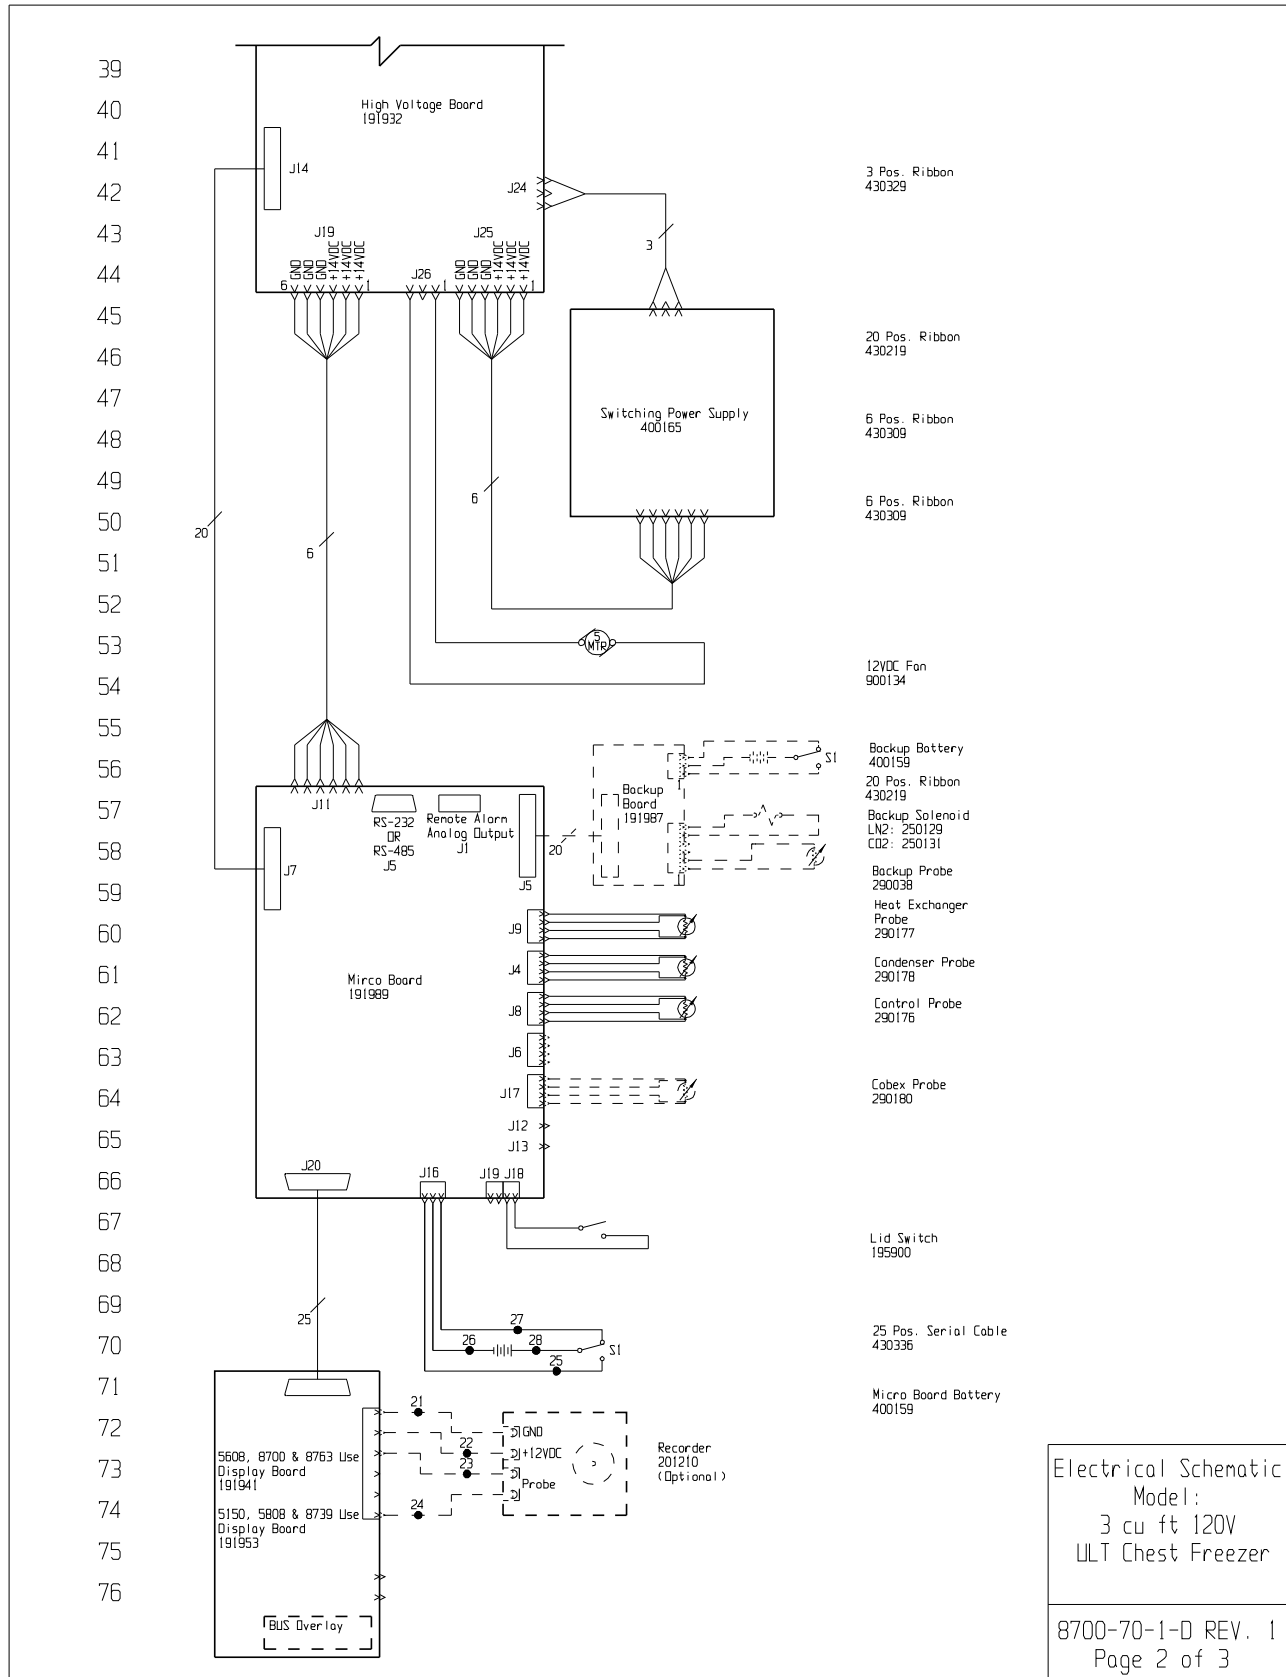 39
40
41
42
43
44
45
46
47
48
49
50
51
52
53
54
55
56
57
58
59
60
61
62
63
64
65
66
67
68
69
70
71
72
73
74
75
76
High Voltage Board
191932
J14
J24
J19
J25
GND
GND
GND
+14VDC
+14VDC
+14VDC
6
1
J26
1
GND
GND
GND
+14VDC
+14VDC
+14VDC
1
3
Switching Power Supply
400165
20
6
6
5
MTR
J11
RS-232
OR
RS-485
J5
Remote Alarm
Analog Output
J1
J5
J7
20
Backup
Board
191987
1
1
S1
J9
J4
J8
J6
J17
J12
J13
Mirco Board
191989
J20
J16
J19
J18
25
27
26
28
25
S1
21
22
23
24
GND
+12VDC
Probe
Recorder
201210
(Optional)
5608, 8700 & 8763 Use
Display Board
191941
5150, 5808 & 8739 Use
Display Board
191953
BUS Overlay
3 Pos. Ribbon
430329
20 Pos. Ribbon
430219
6 Pos. Ribbon
430309
6 Pos. Ribbon
430309
12VDC Fan
900134
Backup Battery
400159
20 Pos. Ribbon
430219
Backup Solenoid
LN2: 250129
CO2: 250131
Backup Probe
290038
Heat Exchanger
Probe
290177
Condenser Probe
290178
Control Probe
290176
Cobex Probe
290180
Lid Switch
195900
25 Pos. Serial Cable
430336
Micro Board Battery
400159
Electrical Schematic
Model:
3 cu ft 120V
ULT Chest Freezer
8700-70-1-D REV. 1
Page 2 of 3